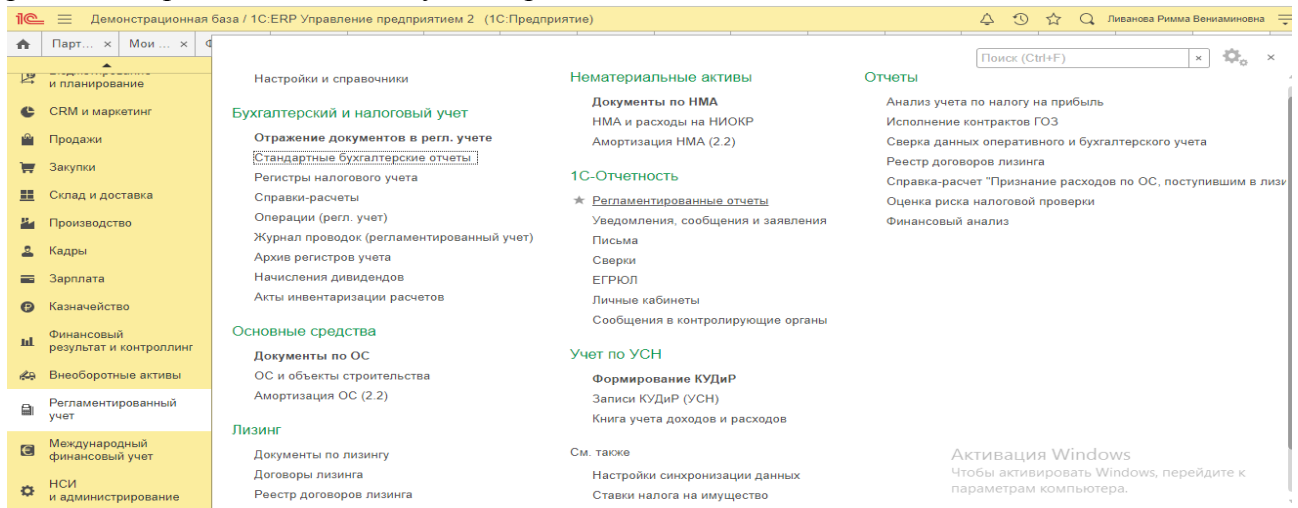 1С Демонстрационная база / 1С:ERP Управление предприятием 2 (1С:Предприятие) Ливанова Римма Вениаминовна
Парт... × Мои ... ×
Поиск (Ctrl+F) ×
и планирование
CRM и маркетинг
Продажи
Закупки
Склад и доставка
Производство
Кадры
Зарплата
Казначейство
Финансовый
результат и контроллинг
Внеоборотные активы
Регламентированный
учет
Международный
финансовый учет
НСИ
и администрирование
Настройки и справочники
Бухгалтерский и налоговый учет
Отражение документов в регл. учете
Стандартные бухгалтерские отчеты
Регистры налогового учета
Справки-расчеты
Операции (регл. учет)
Журнал проводок (регламентированный учет)
Архив регистров учета
Начисления дивидендов
Акты инвентаризации расчетов
Основные средства
Документы по ОС
ОС и объекты строительства
Амортизация ОС (2.2)
Лизинг
Документы по лизингу
Договоры лизинга
Реестр договоров лизинга
Нематериальные активы
Документы по НМА
НМА и расходы на НИОКР
Амортизация НМА (2.2)
1С-Отчетность
Регламентированные отчеты
Уведомления, сообщения и заявления
Письма
Сверки
ЕГРЮЛ
Личные кабинеты
Сообщения в контролирующие органы
Учет по УСН
Формирование КУДиР
Записи КУДиР (УСН)
Книга учета доходов и расходов
См. также
Настройки синхронизации данных
Ставки налога на имущество
Отчеты
Анализ учета по налогу на прибыль
Исполнение контрактов ГОЗ
Сверка данных оперативного и бухгалтерского учета
Реестр договоров лизинга
Справка-расчет "Признание расходов по ОС, поступившим в лизи
Оценка риска налоговой проверки
Финансовый анализ
Активация Windows
Чтобы активировать Windows, перейдите к
параметрам компьютера.